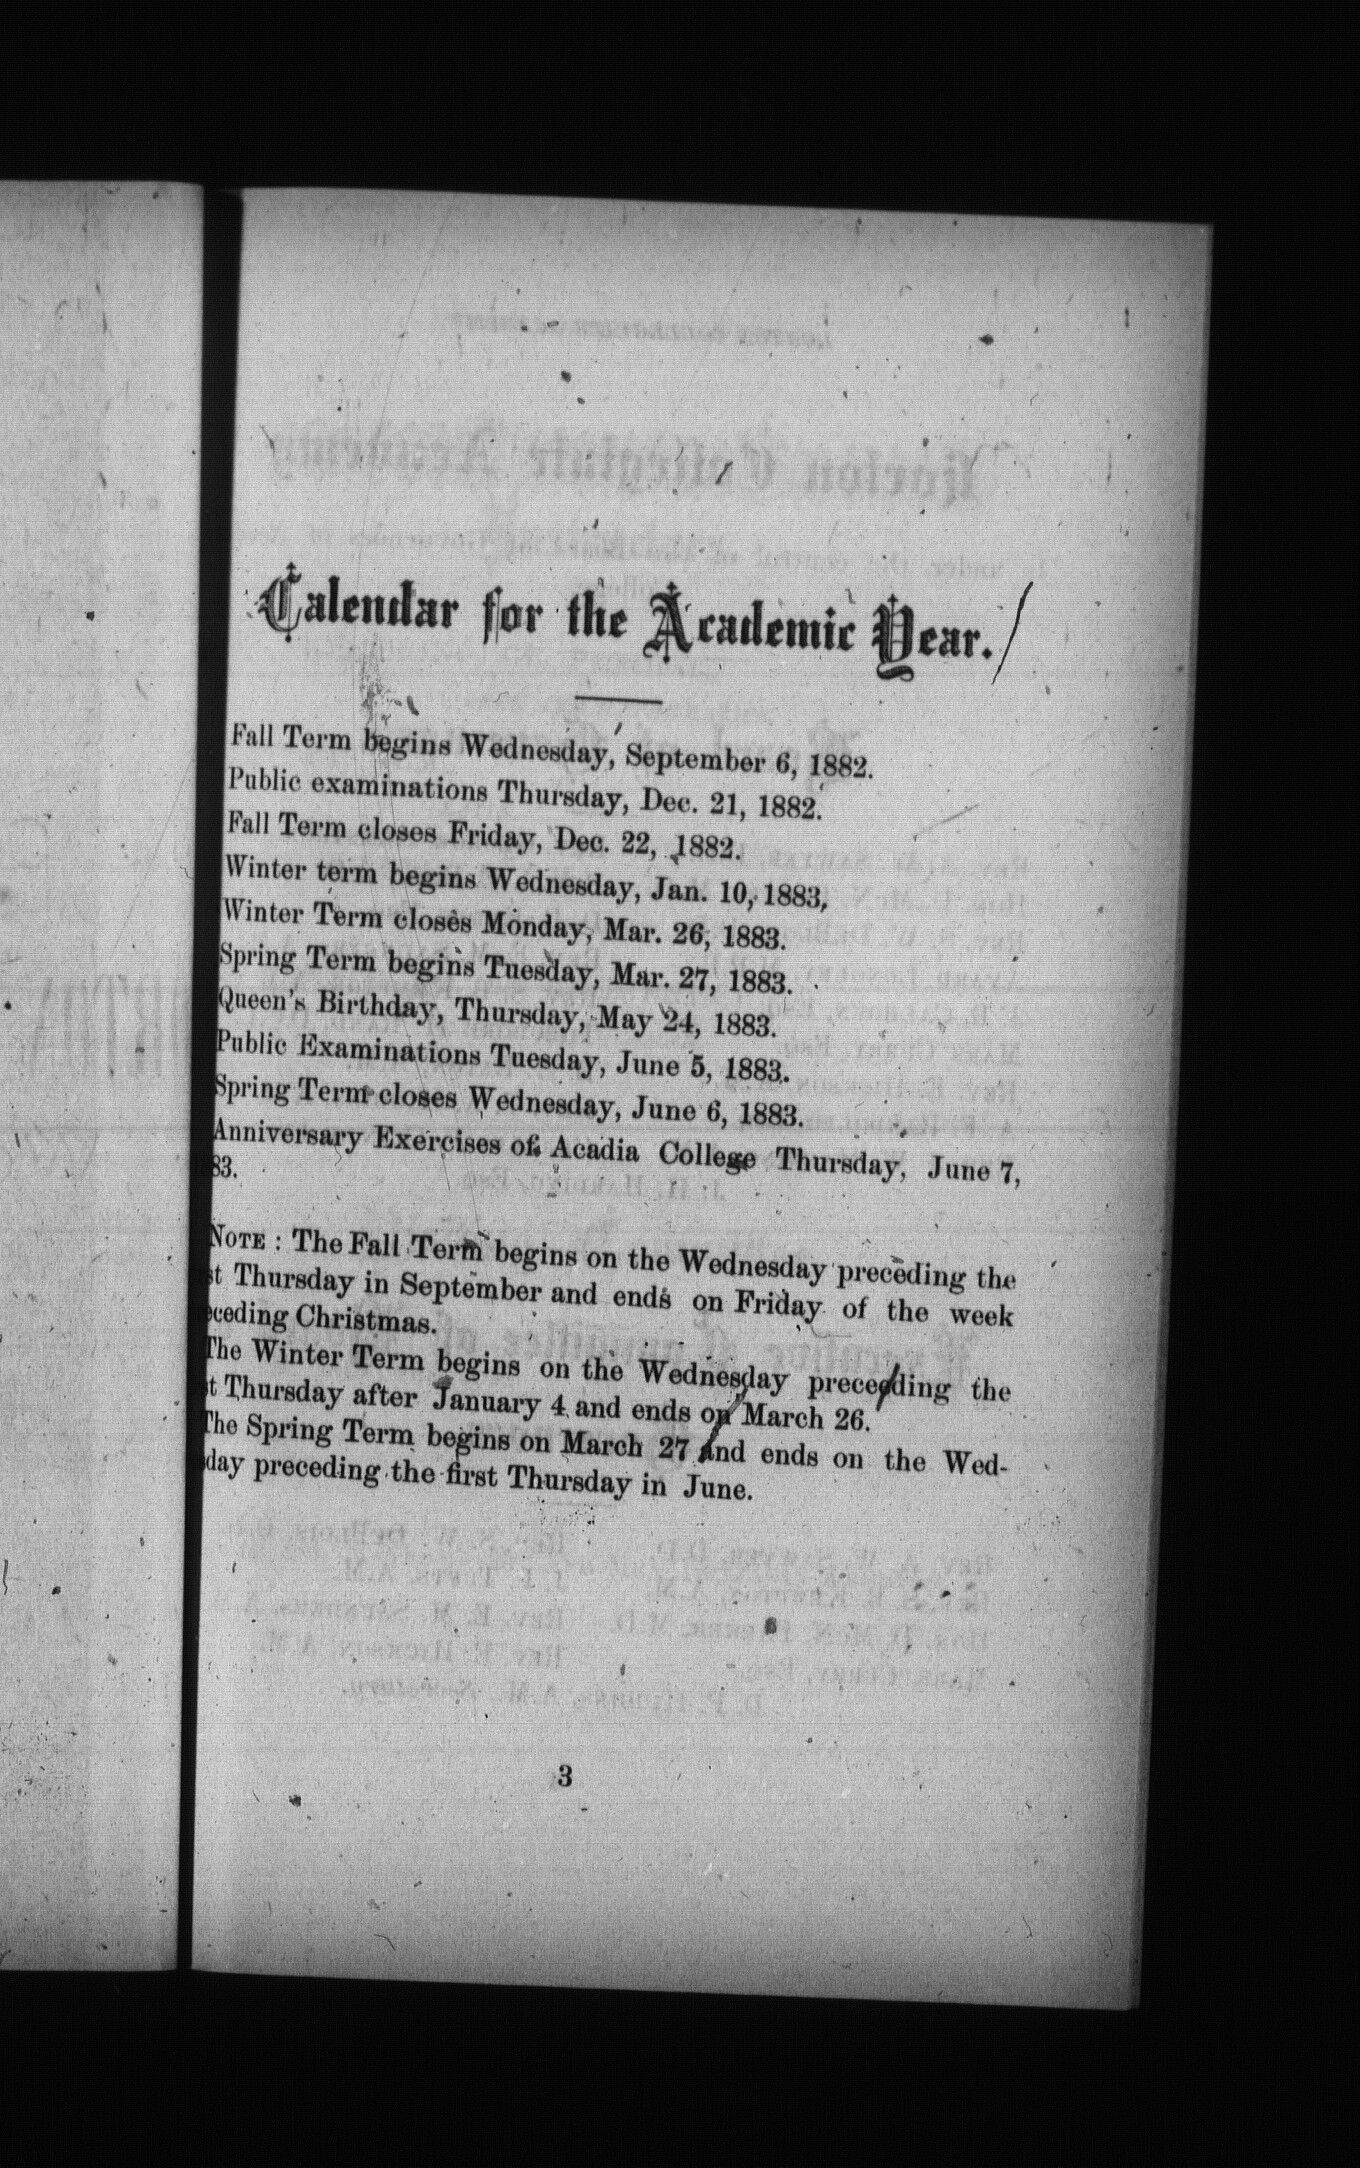 Calendar for the Academic Year.
Fall Term begins Wednesday, September 6, 1882.
Public examinations Thursday, Dec. 21, 1882.
Fall Term closes Friday, Dec. 22, 1882.
Winter term begins Wednesday, Jan. 10, 1883,
Winter Term closes Monday, Mar. 26, 1883.
Spring Term begins Tuesday, Mar. 27, 1883.
Queen's Birthday, Thursday, May 24, 1883.
Public Examinations Tuesday, June 5, 1883.
Spring Term closes Wednesday, June 6, 1883.
Anniversary Exercises of Acadia College Thursday, June 7,
83.
NOTE : The Fall Term begins on the Wednesday preceding the
st Thursday in September and ends on Friday of the week
eceding Christmas.
The Winter Term begins on the Wednesday preceeding the
st Thursday after January 4 and ends on March 26.
The Spring Term begins on March 27 and ends on the Wed-
sday preceding the first Thursday in June.
3